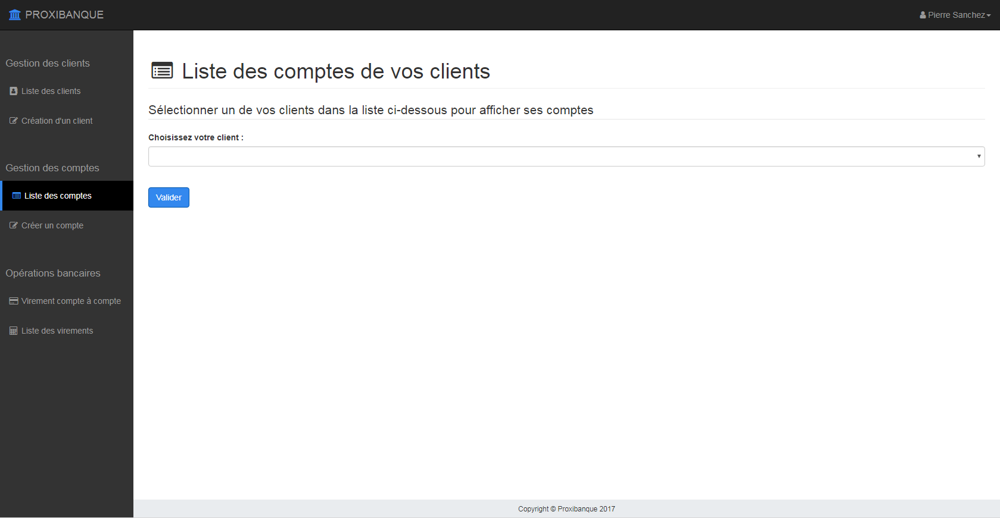 PROXIBANQUE
Pierre Sanchez
Gestion des clients
Liste des clients
Création d'un client
Gestion des comptes
Liste des comptes
Créer un compte
Opérations bancaires
Virement compte à compte
Liste des virements
Liste des comptes de vos clients
Sélectionner un de vos clients dans la liste ci-dessous pour afficher ses comptes
Choisissez votre client :
Valider
Copyright © Proxibanque 2017